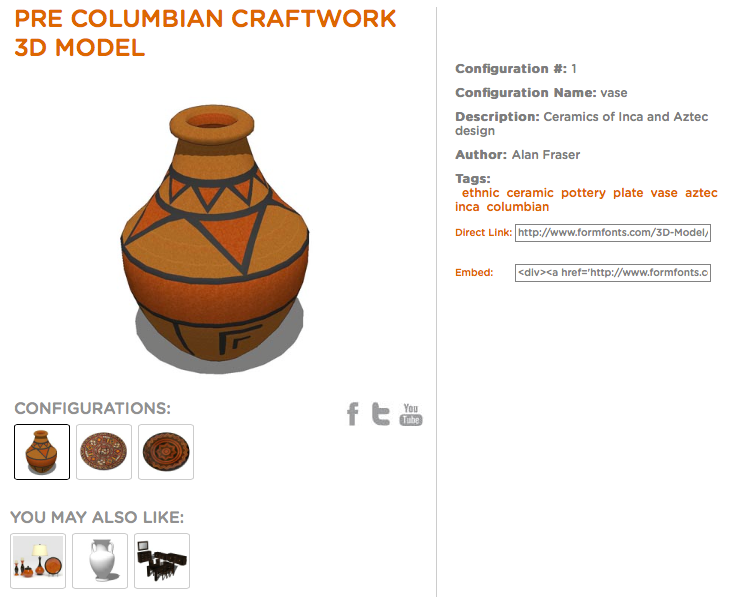 PRE COLUMBIAN CRAFTWORK
3D MODEL
CONFIGURATIONS:
You
Tube
YOU MAY ALSO LIKE:
Configuration #: 1
Configuration Name: vase
Description: Ceramics of Inca and Aztec
design
Author: Alan Fraser
Tags:
ethnic ceramic pottery plate vase aztec
inca columbian
Direct Link: http://www.formfonts.com/3D-Model/
Embed: <div><a href='http://www.formfonts.c